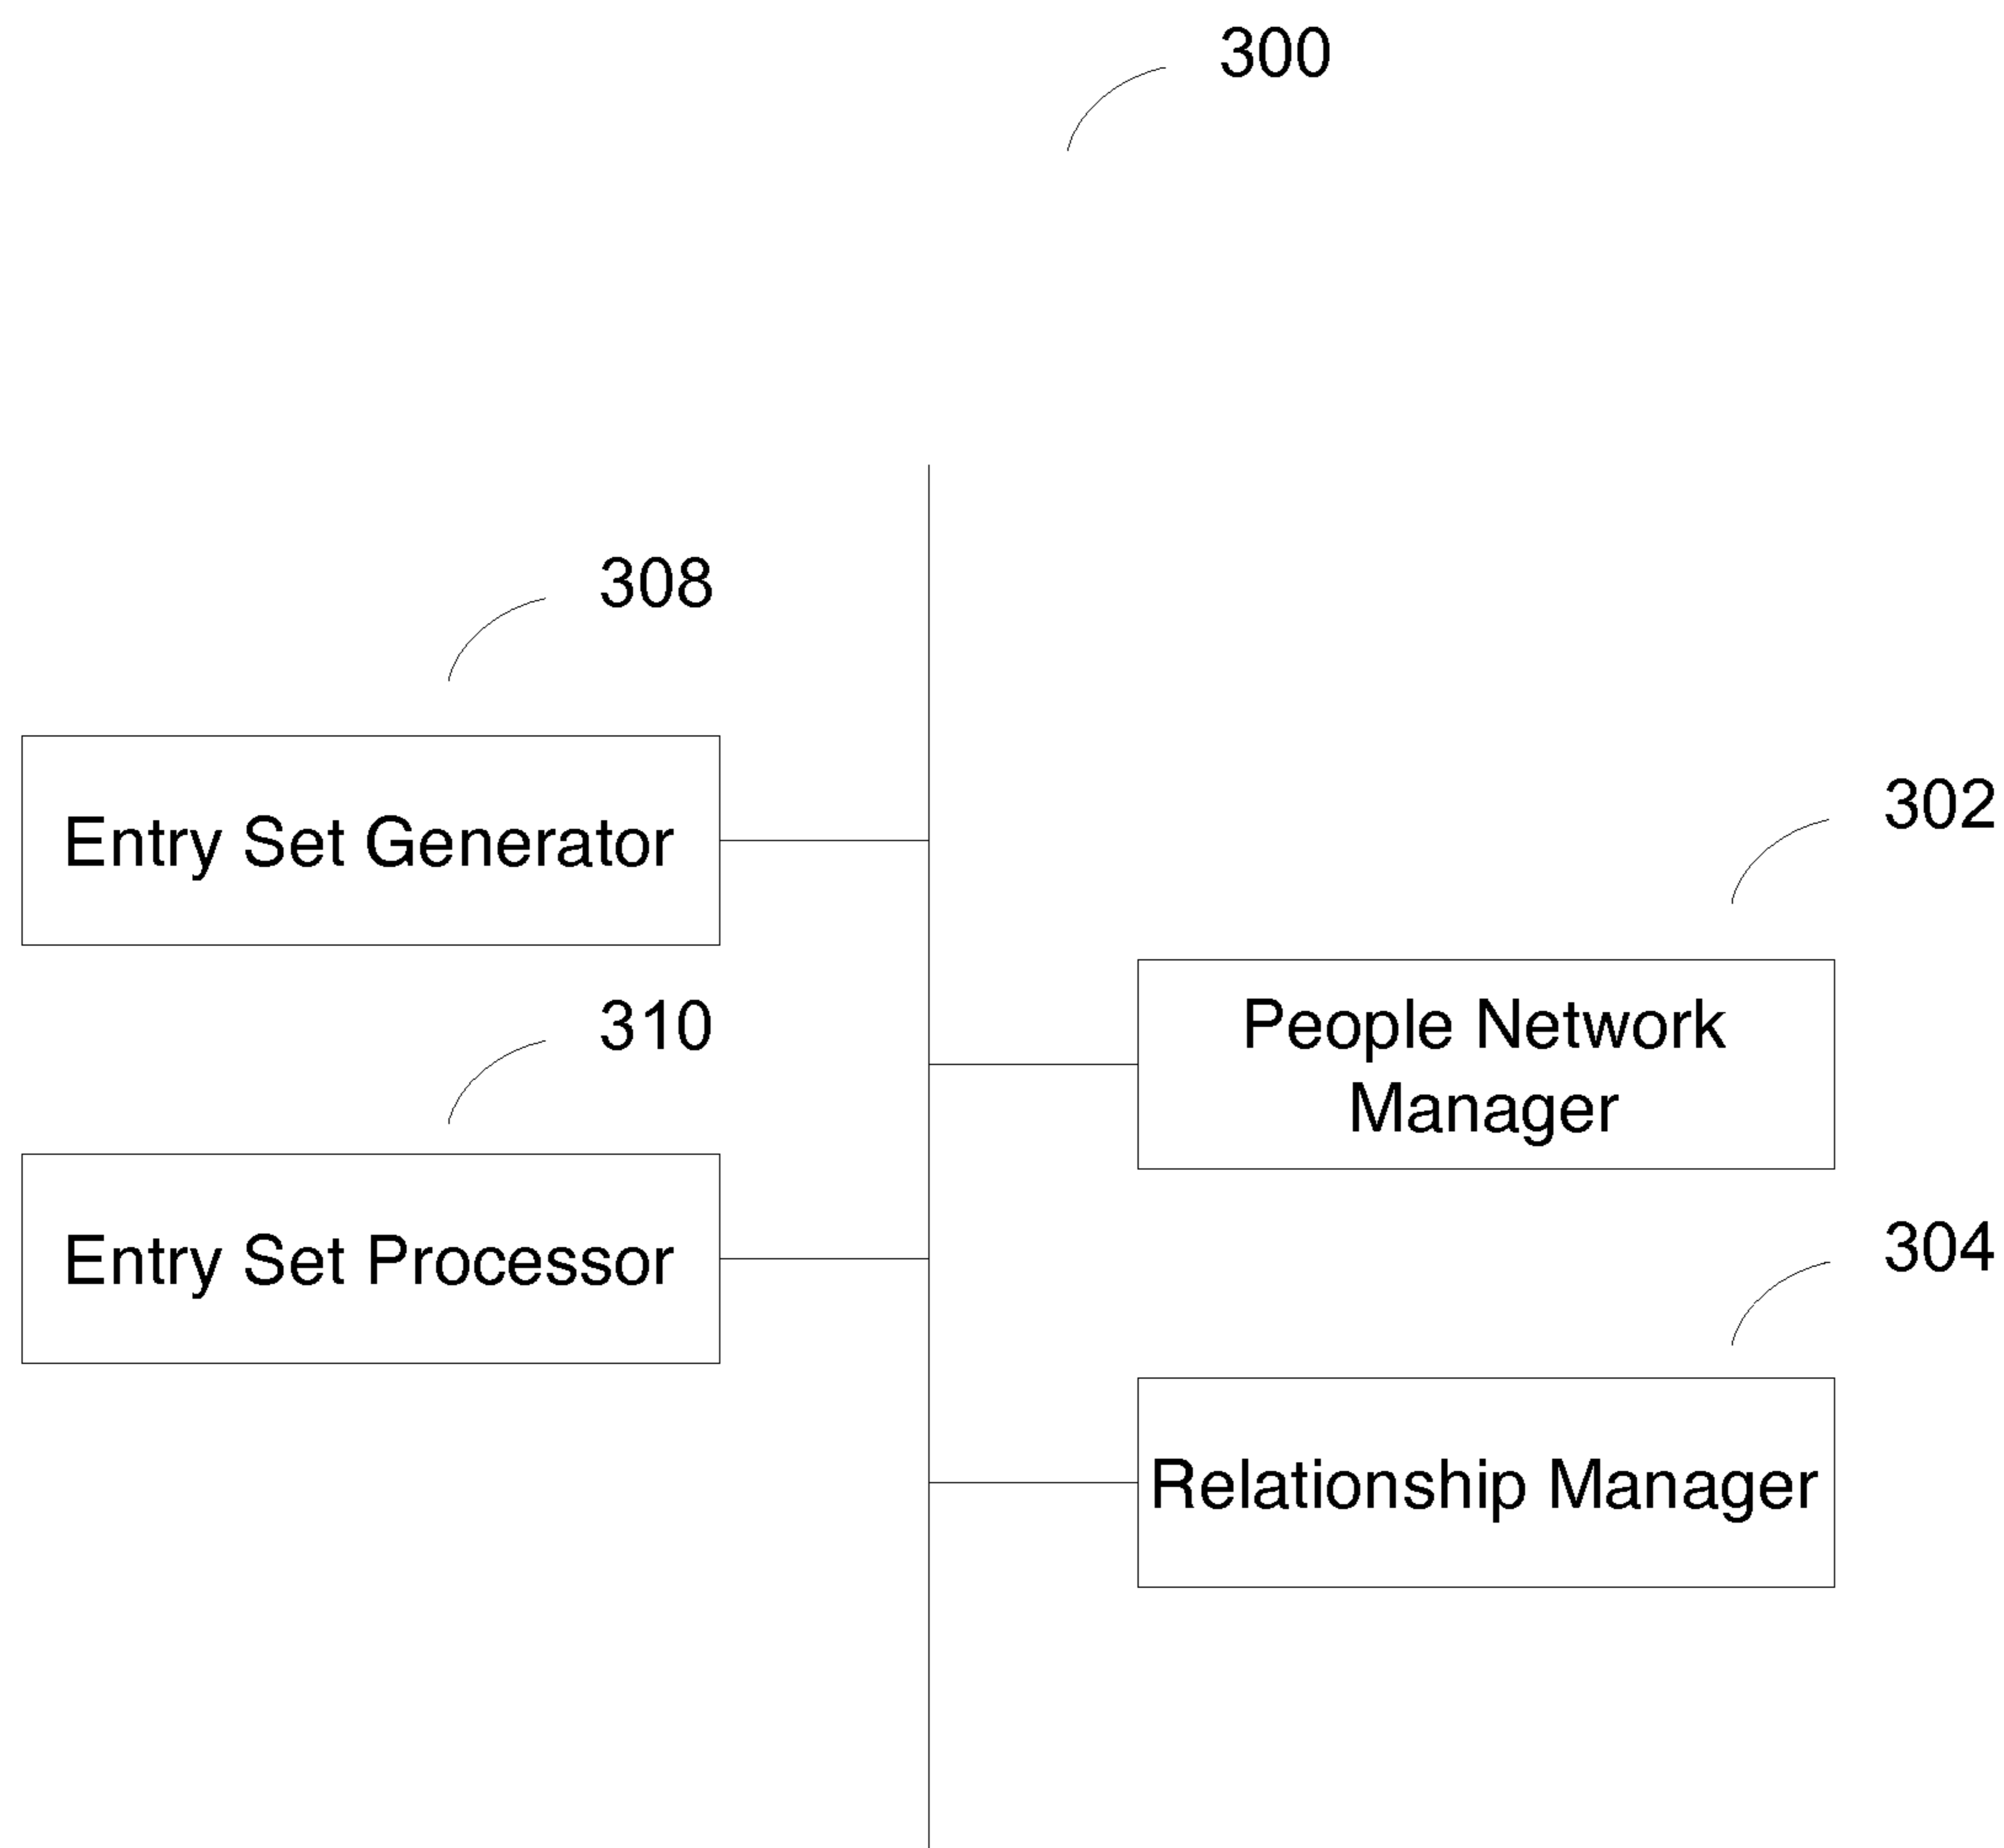 300
308
Entry Set Generator
302
People Network
Manager
310
Entry Set Processor
304
Relationship Manager